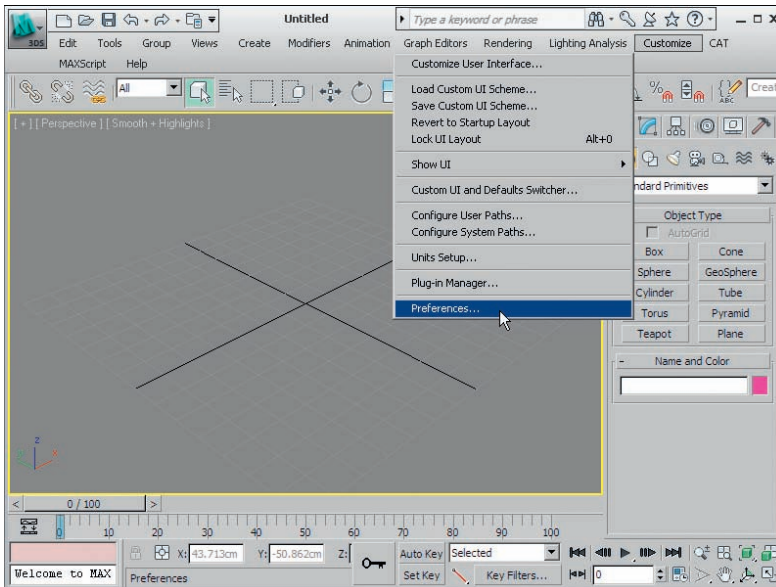 Untitled
Type a keyword or phrase
3DS
Edit Tools Group Views Create Modifiers Animation Graph Editors Rendering Lighting Analysis Customize CAT
MAXScript Help
All
ABC
[ + ] [ Perspective ] [ Smooth + Highlights ]
Customize User Interface...
Load Custom UI Scheme...
Save Custom UI Scheme...
Revert to Startup Layout
Lock UI Layout Alt+0
Show UI
Custom UI and Defaults Switcher...
Configure User Paths...
Configure System Paths...
Units Setup...
Plug-in Manager...
Preferences...
Object Type
AutoGrid
Box Cone
Sphere GeoSphere
Cylinder Tube
Torus Pyramid
Teapot Plane
- Name and Color
z
x
< 0 / 100 >
0 10 20 30 40 50 60 70 80 90 100
X: 43.713cm Y: -50.862cm Z: Auto Key Selected
Welcome to MAX Preferences Set Key Key Filters... 0